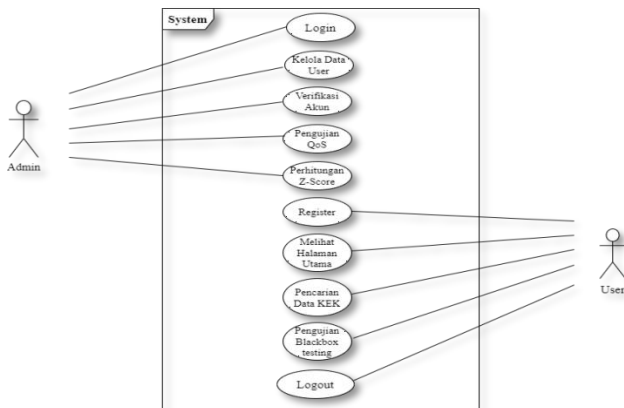 System
Login
Kelola Data
User
Verifikasi
Akun
Pengujian
QoS
Perhitungan
Z-Score
Register
Melihat
Halaman
Utama
Pencarian
Data KEK
Pengujian
Blackbox
testing
Logout
Admin
User